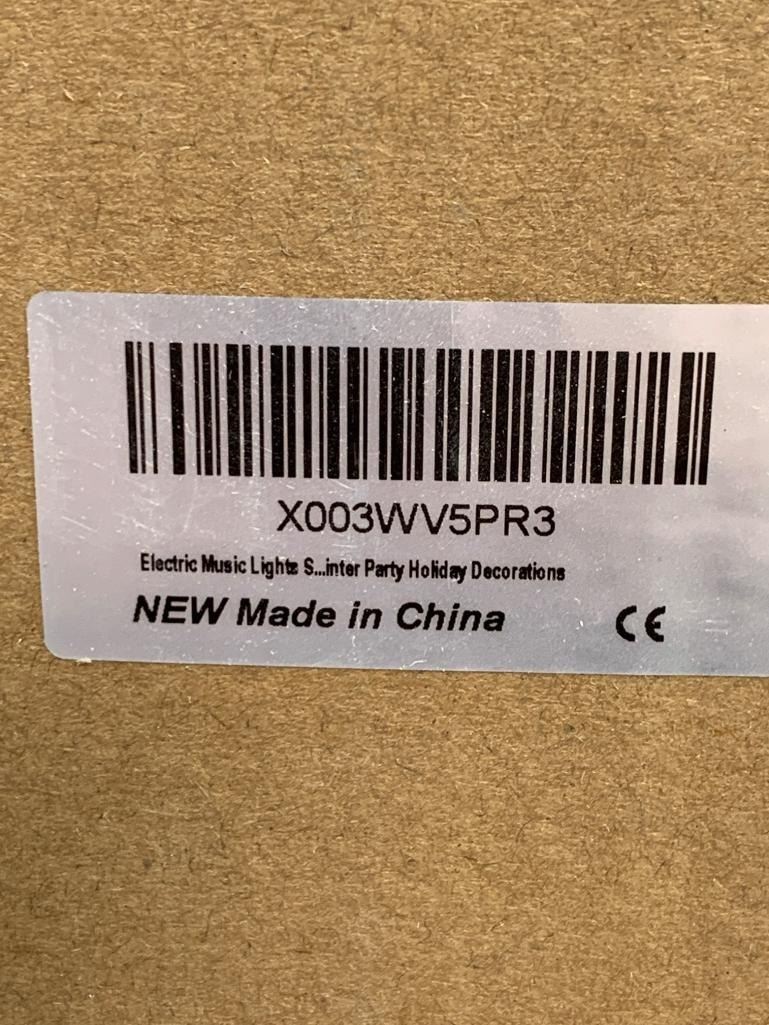 X003WV5PR3
Electric Music Lights S...inter Party Holiday Decorations
NEW Made in China
CE